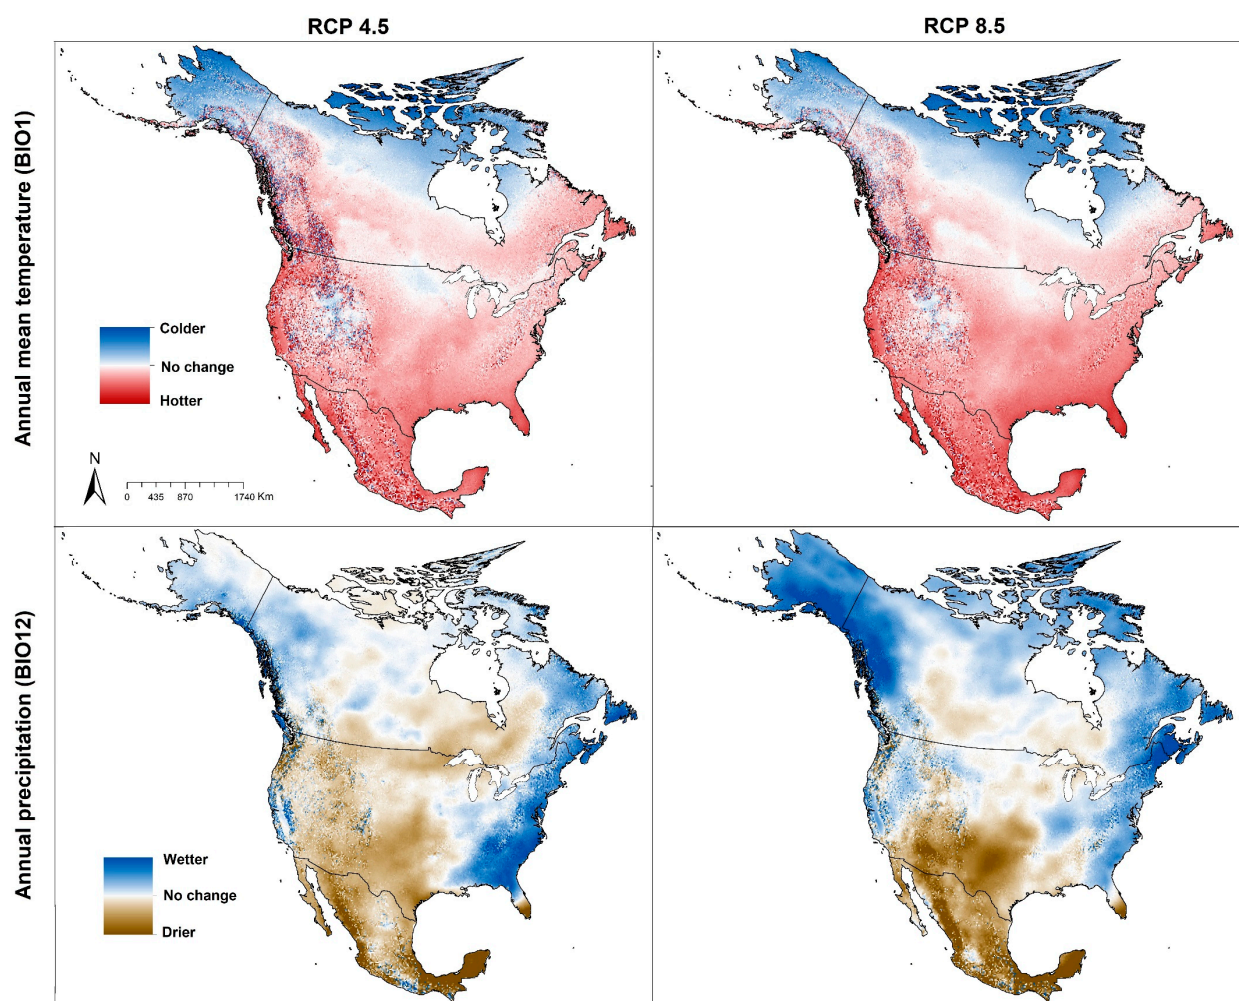 RCP 4.5
RCP 8.5
Annual mean temperature (BIO1)
Colder
No change
Hotter
N
0 435 870 1740 Km
Annual precipitation (BIO12)
Wetter
No change
Drier